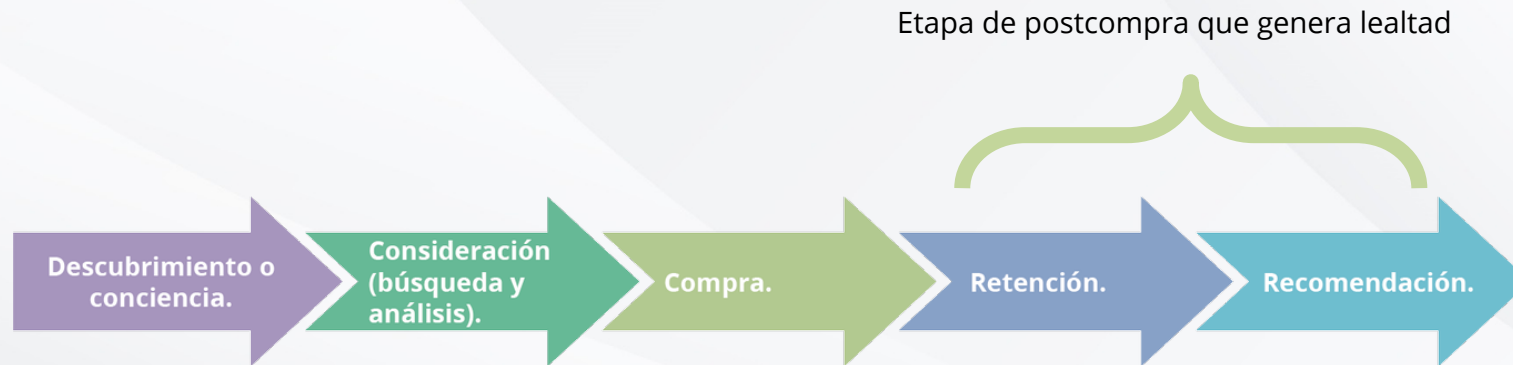 Etapa de postcompra que genera lealtad
Descubrimiento o
conciencia.
Consideración
(búsqueda y
análisis).
Compra.
Retención.
Recomendación.